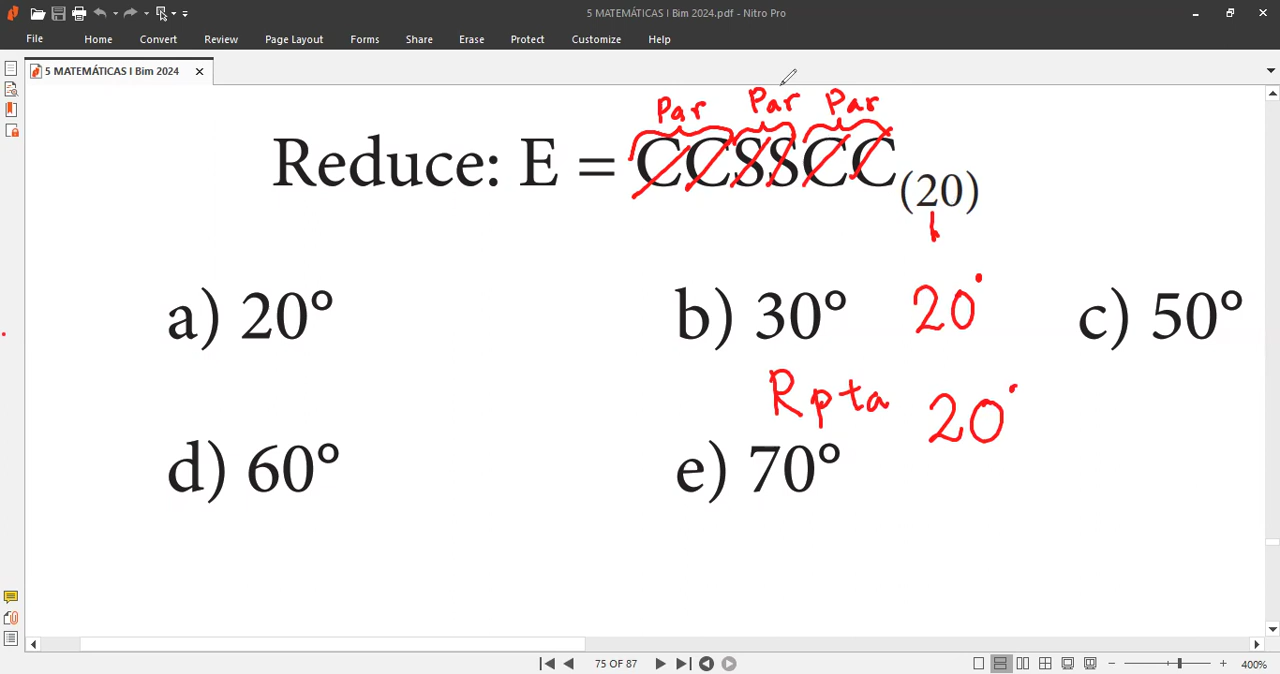 5 MATEMÁTICAS I Bim 2024.pdf - Nitro Pro
File Home Convert Review Page Layout Forms Share Erase Protect Customize Help
5 MATEMÁTICAS I Bim 2024 ×
Par Par Par
Reduce: E = CCSSCC(20)
a) 20° b) 30° 20° c) 50°
Rpta 20°
d) 60° e) 70°
75 OF 87 400%